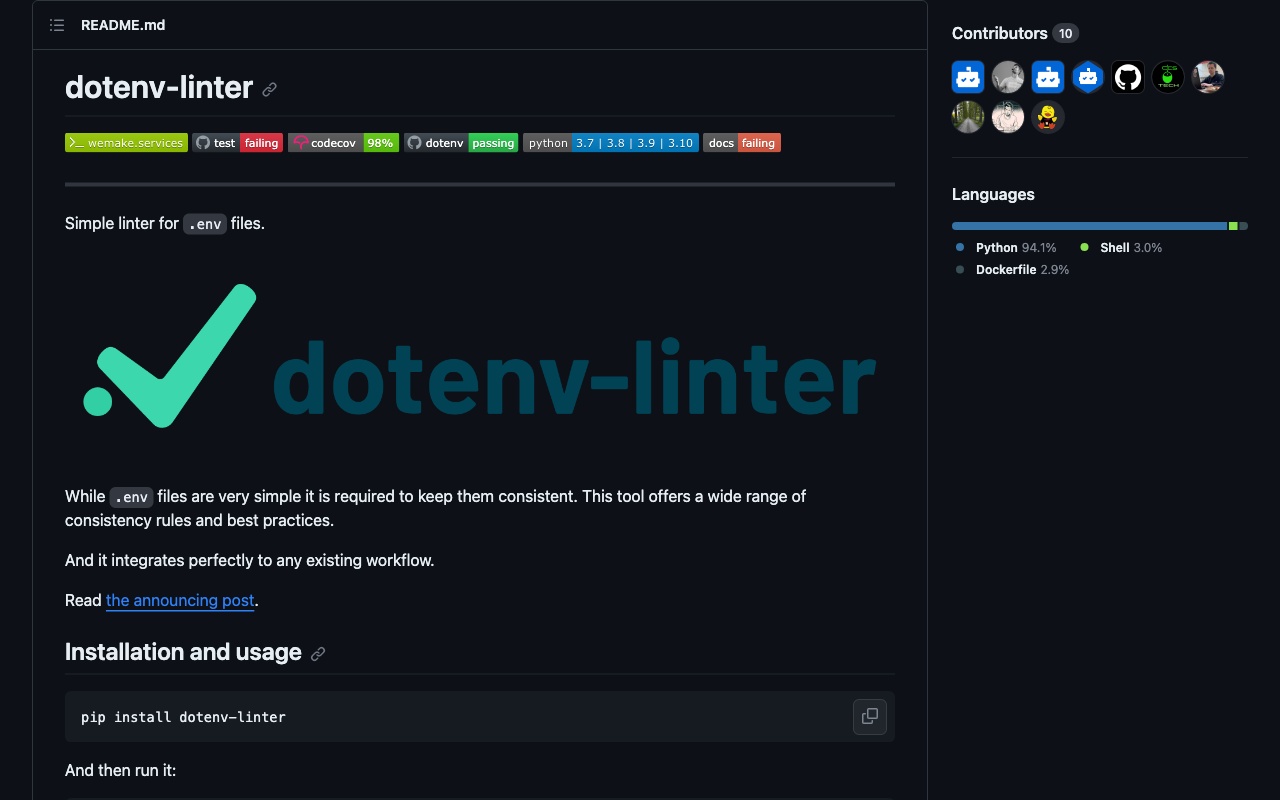 README.md
dotenv-linter
wemake.services test failing codecov 98% dotenv passing python 3.7 | 3.8 | 3.9 | 3.10 docs failing
Simple linter for .env files.
dotenv-linter
While .env files are very simple it is required to keep them consistent. This tool offers a wide range of
consistency rules and best practices.
And it integrates perfectly to any existing workflow.
Read the announcing post.
Installation and usage
pip install dotenv-linter
And then run it:
Contributors 10
TECH
Languages
Python 94.1% Shell 3.0%
Dockerfile 2.9%